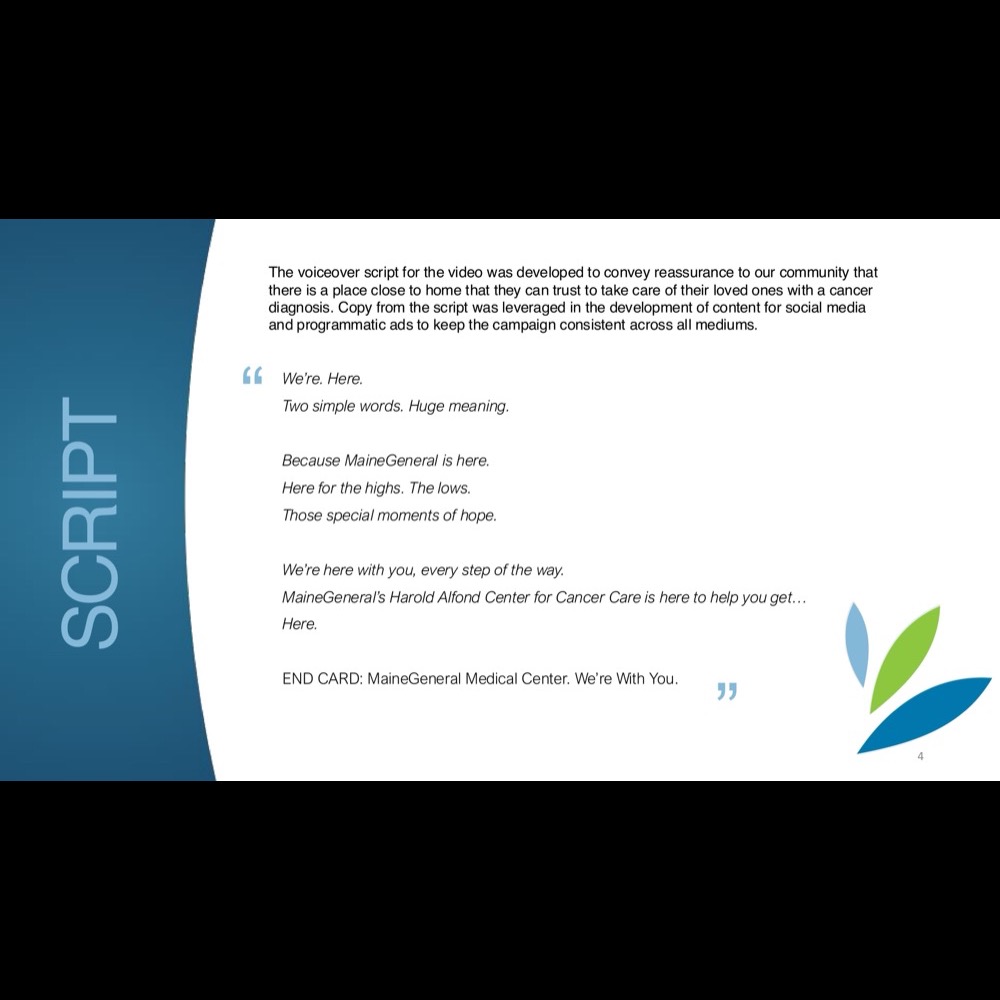 SCRIPT
The voiceover script for the video was developed to convey reassurance to our community that
there is a place close to home that they can trust to take care of their loved ones with a cancer
diagnosis. Copy from the script was leveraged in the development of content for social media
and programmatic ads to keep the campaign consistent across all mediums.
“ We’re. Here.
Two simple words. Huge meaning.
Because MaineGeneral is here.
Here for the highs. The lows.
Those special moments of hope.
We’re here with you, every step of the way.
MaineGeneral’s Harold Alfond Center for Cancer Care is here to help you get…
Here.
END CARD: MaineGeneral Medical Center. We’re With You. ”
4